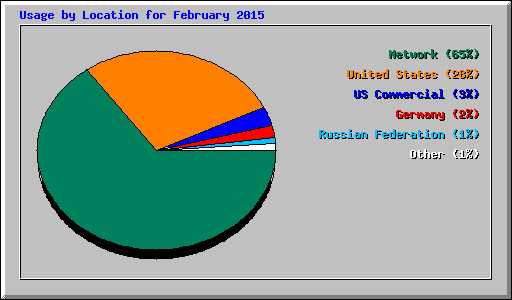 Usage by Location for February 2015
Network (65%)
United States (28%)
US Commercial (3%)
Germany (2%)
Russian Federation (1%)
Other (1%)